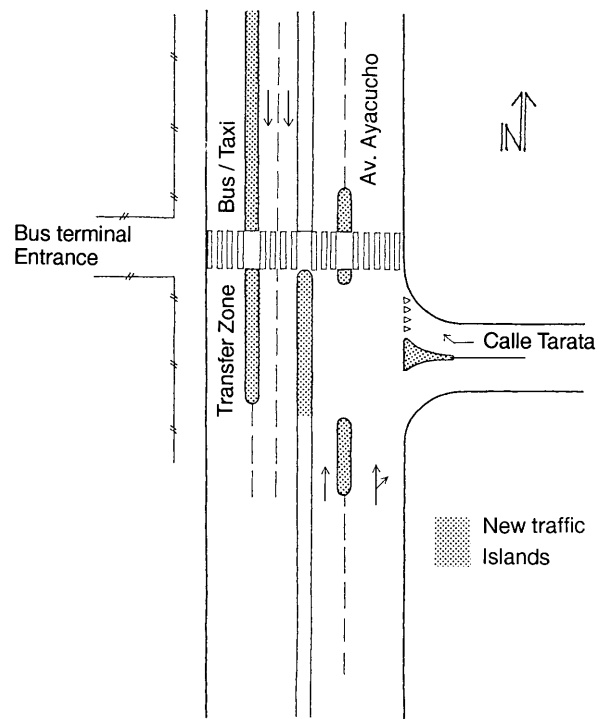 Bus / Taxi
Av. Ayacucho
N
Bus terminal
Entrance
Transfer Zone
Calle Tarata
New traffic
Islands